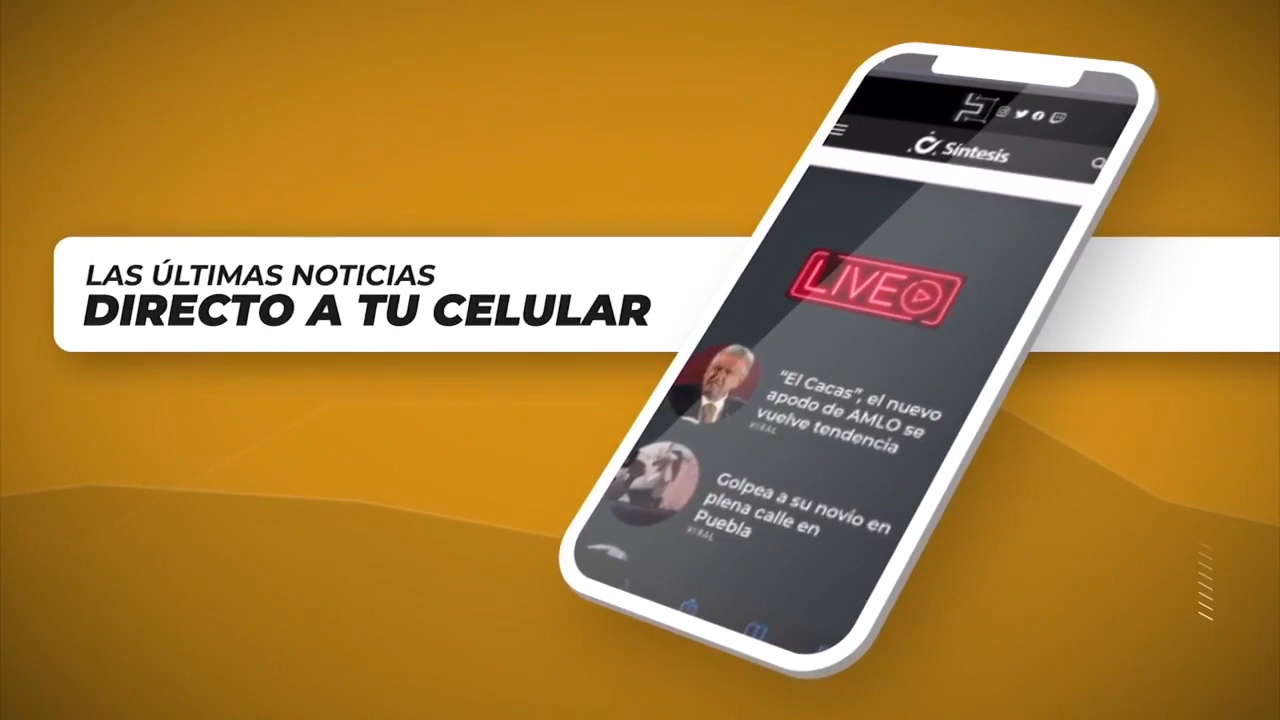 LAS ÚLTIMAS NOTICIAS
DIRECTO A TU CELULAR
Síntesis
LIVE
"El Cacas", el nuevo
apodo de AMLO se
vuelve tendencia
VIRAL
Golpea a su novio en
plena calle en
Puebla
VIRAL